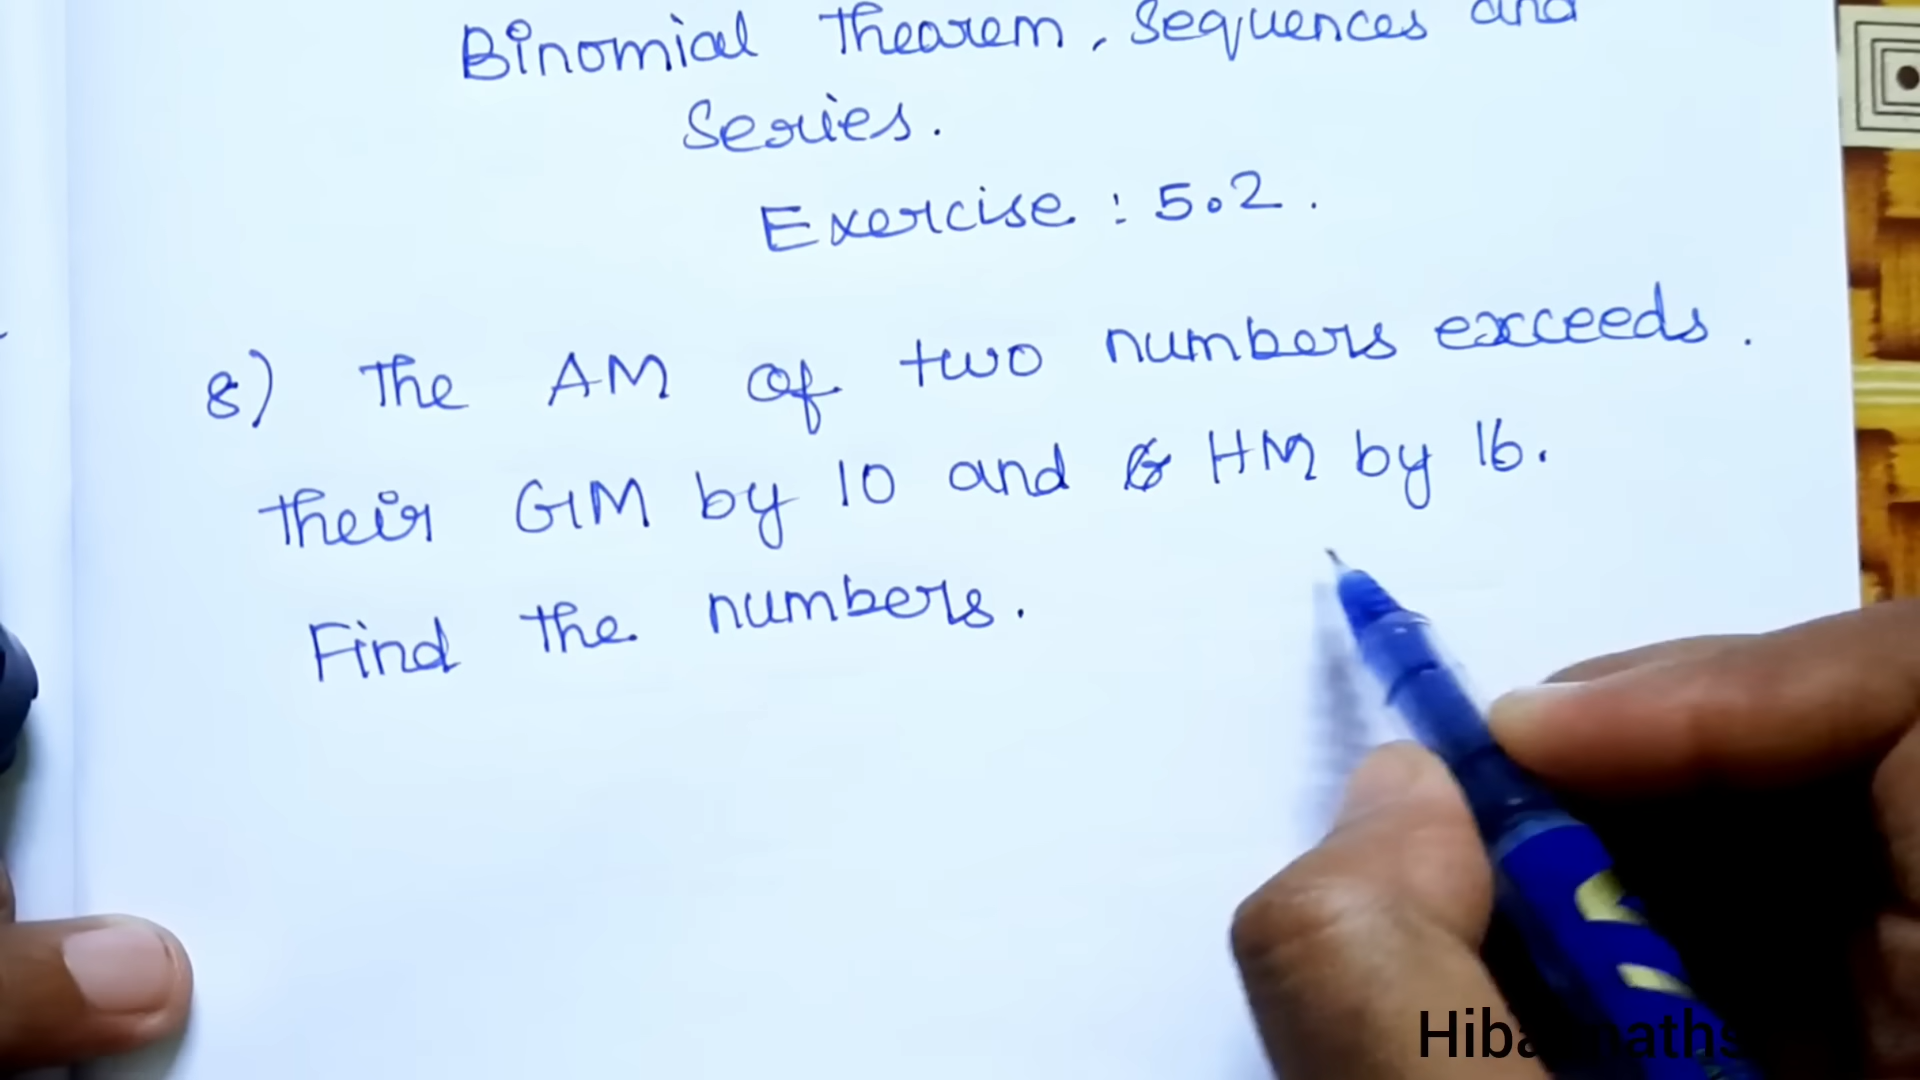 Binomial Thearem, Sequences and
Series.
Exercise : 5.2.
8) The AM of two numbers exceeds.
their GM by 10 and HM by 16.
Find the numbers.